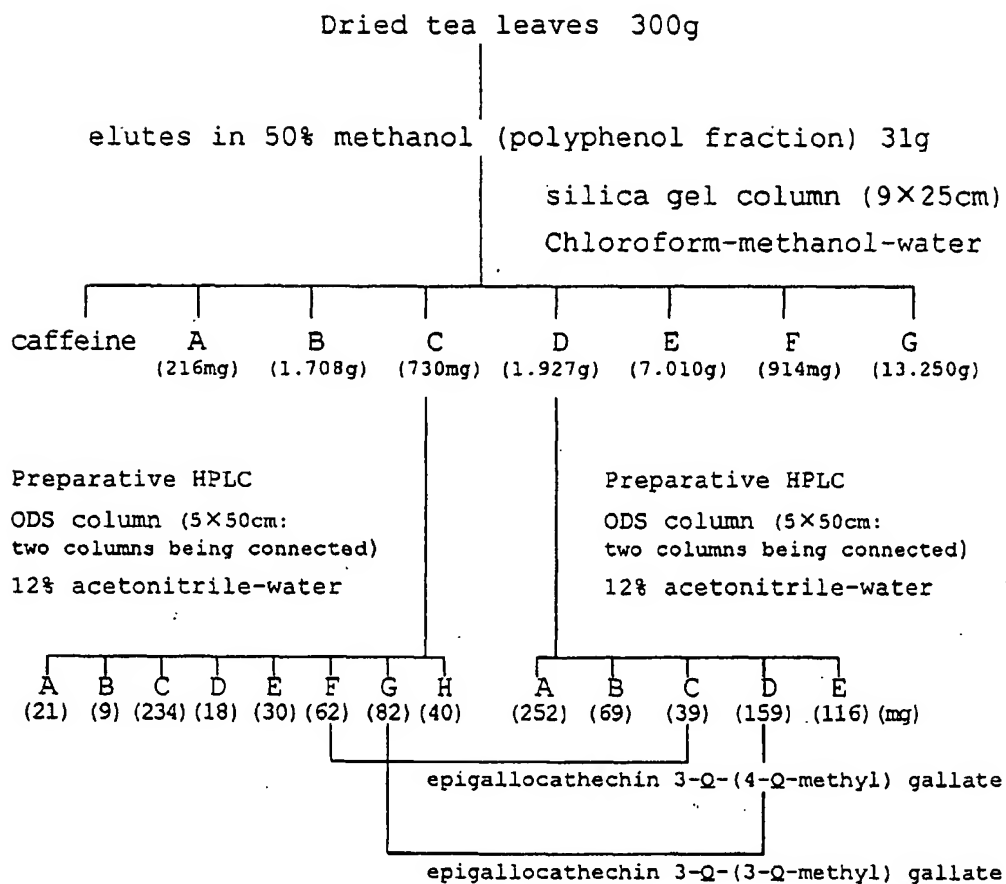 Dried tea leaves 300g
elutes in 50% methanol (polyphenol fraction) 31g
silica gel column (9×25cm)
Chloroform-methanol-water
caffeine A B C D E F G
(216mg) (1.708g) (730mg) (1.927g) (7.010g) (914mg) (13.250g)
Preparative HPLC
ODS column (5×50cm:
two columns being connected)
12% acetonitrile-water
Preparative HPLC
ODS column (5×50cm:
two columns being connected)
12% acetonitrile-water
A B C D E F G H
(21) (9) (234) (18) (30) (62) (82) (40)
A B C D E
(252) (69) (39) (159) (116) (mg)
epigallocathechin 3-O-(4-O-methyl) gallate
epigallocathechin 3-O-(3-O-methyl) gallate